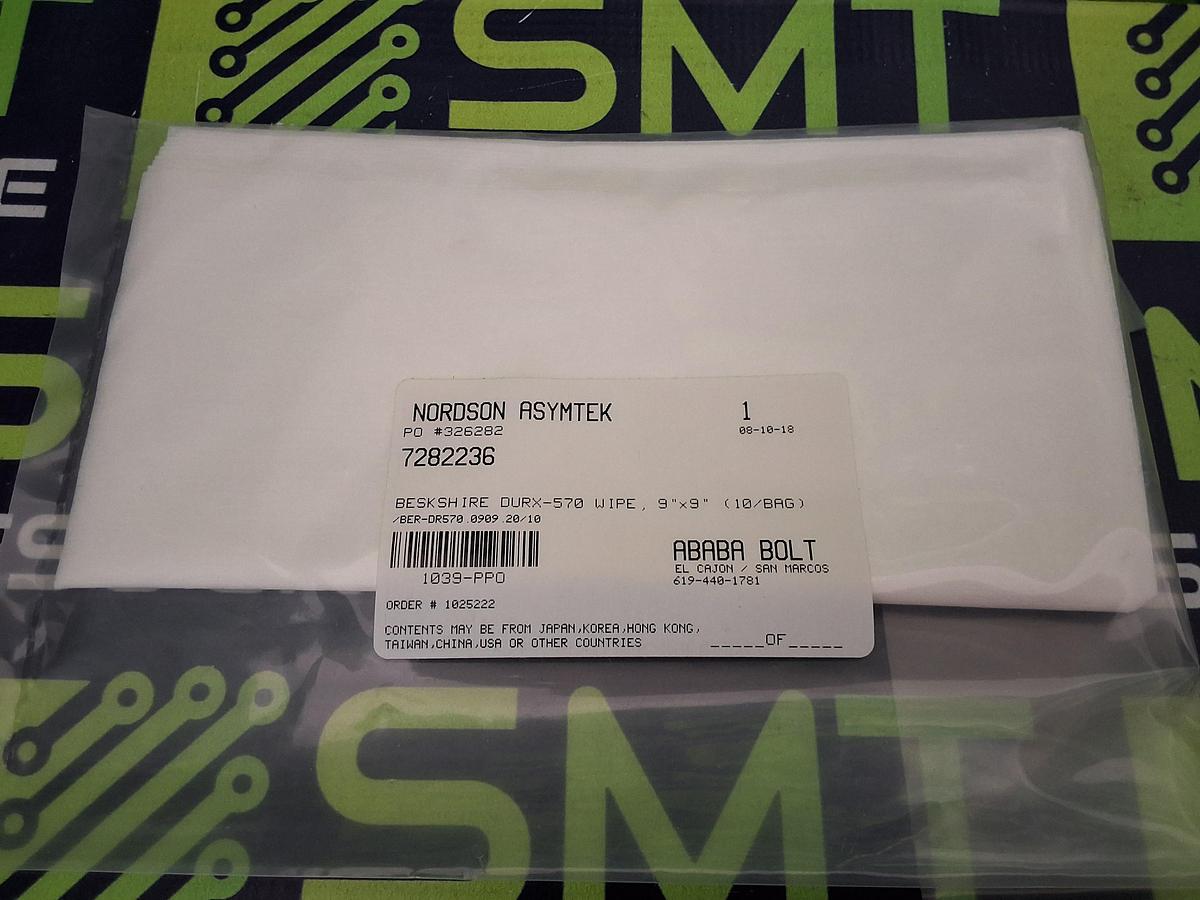 SMT
E
NORDSON ASYMTEK 1
PO #326282 08-10-18
7282236
BESKSHIRE DURX-570 WIPE, 9"x9" (10/BAG)
/BER-DR570.0909.20/10
1039-PPO
ABABA BOLT
EL CAJON / SAN MARCOS
619-440-1781
ORDER # 1025222
CONTENTS MAY BE FROM JAPAN,KOREA,HONG KONG,
TAIWAN,CHINA,USA OR OTHER COUNTRIES
_____OF_____
SMT